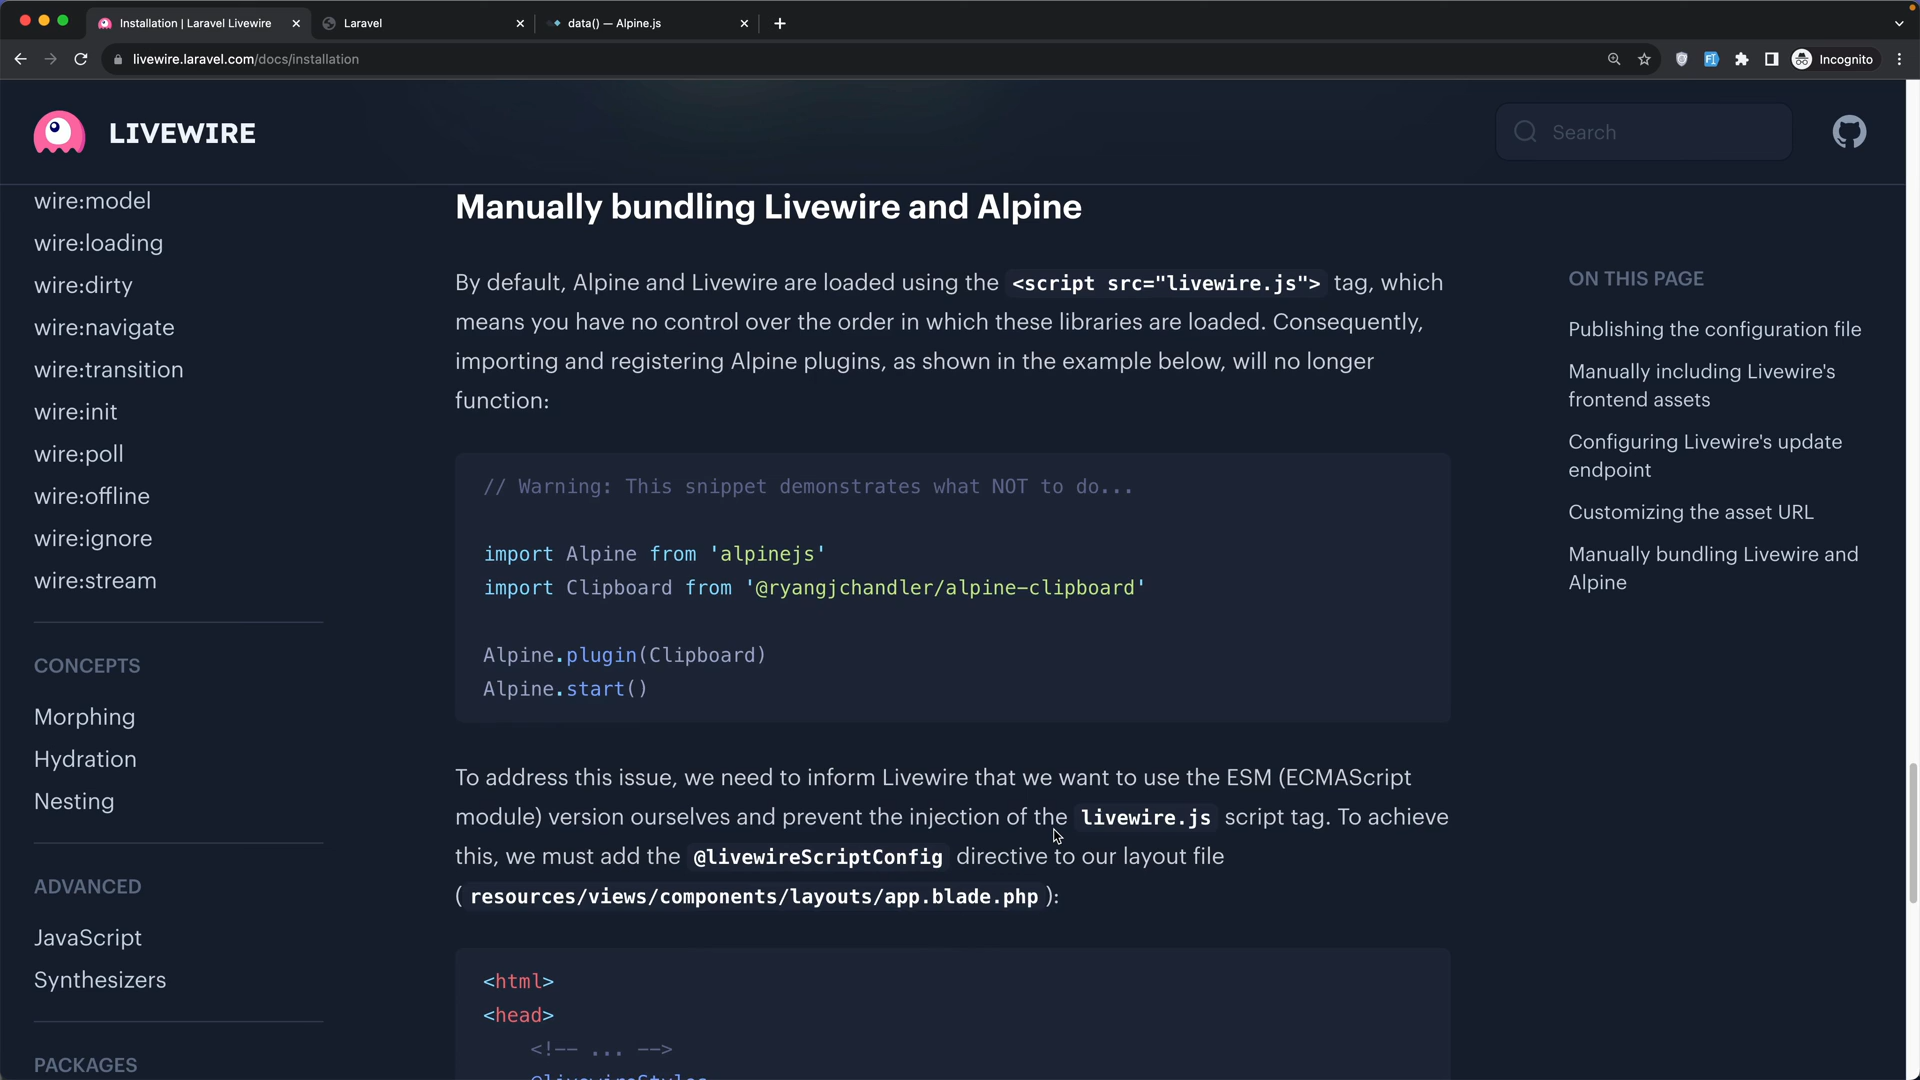 Installation | Laravel Livewire
Laravel
data() — Alpine.js
livewire.laravel.com/docs/installation
Incognito
LIVEWIRE
Search
wire:model
wire:loading
wire:dirty
wire:navigate
wire:transition
wire:init
wire:poll
wire:offline
wire:ignore
wire:stream
CONCEPTS
Morphing
Hydration
Nesting
ADVANCED
JavaScript
Synthesizers
PACKAGES
Manually bundling Livewire and Alpine
By default, Alpine and Livewire are loaded using the <script src="livewire.js"> tag, which
means you have no control over the order in which these libraries are loaded. Consequently,
importing and registering Alpine plugins, as shown in the example below, will no longer
function:
// Warning: This snippet demonstrates what NOT to do...
import Alpine from 'alpinejs'
import Clipboard from '@ryangjchandler/alpine-clipboard'
Alpine.plugin(Clipboard)
Alpine.start()
To address this issue, we need to inform Livewire that we want to use the ESM (ECMAScript
module) version ourselves and prevent the injection of the livewire.js script tag. To achieve
this, we must add the @livewireScriptConfig directive to our layout file
( resources/views/components/layouts/app.blade.php ):
<html>
<head>
<!-- ... -->
@livewireStyles
ON THIS PAGE
Publishing the configuration file
Manually including Livewire's
frontend assets
Configuring Livewire's update
endpoint
Customizing the asset URL
Manually bundling Livewire and
Alpine